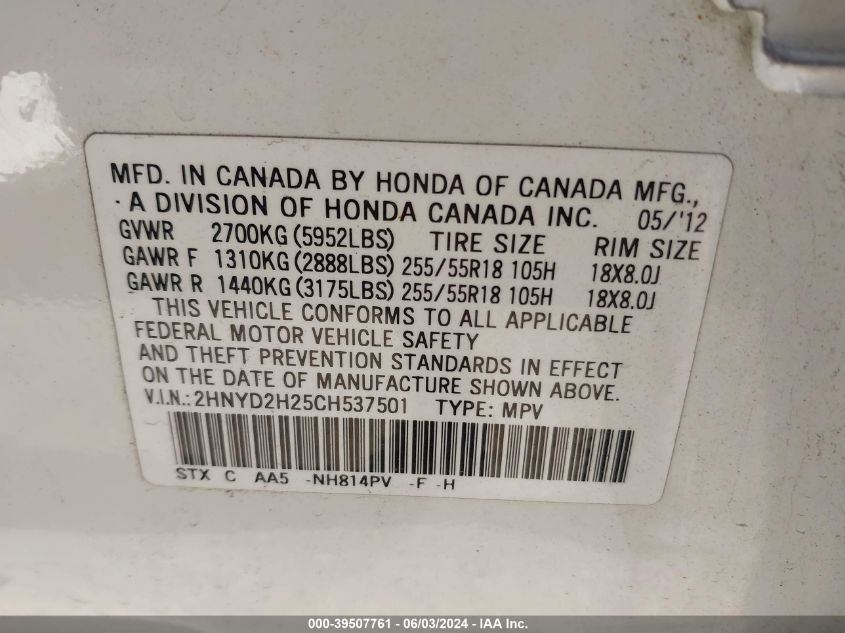 MFD. IN CANADA BY HONDA OF CANADA MFG.,
A DIVISION OF HONDA CANADA INC. 05/'12
GVWR 2700KG (5952LBS) TIRE SIZE RIM SIZE
GAWR F 1310KG (2888LBS) 255/55R18 105H 18X8.0J
GAWR R 1440KG (3175LBS) 255/55R18 105H 18X8.0J
THIS VEHICLE CONFORMS TO ALL APPLICABLE
FEDERAL MOTOR VEHICLE SAFETY
AND THEFT PREVENTION STANDARDS IN EFFECT
ON THE DATE OF MANUFACTURE SHOWN ABOVE.
V.I.N.: 2HNYD2H25CH537501 TYPE: MPV
STX C AA5 -NH814PV -F -H
000-39507761 - 06/03/2024 - IAA Inc.